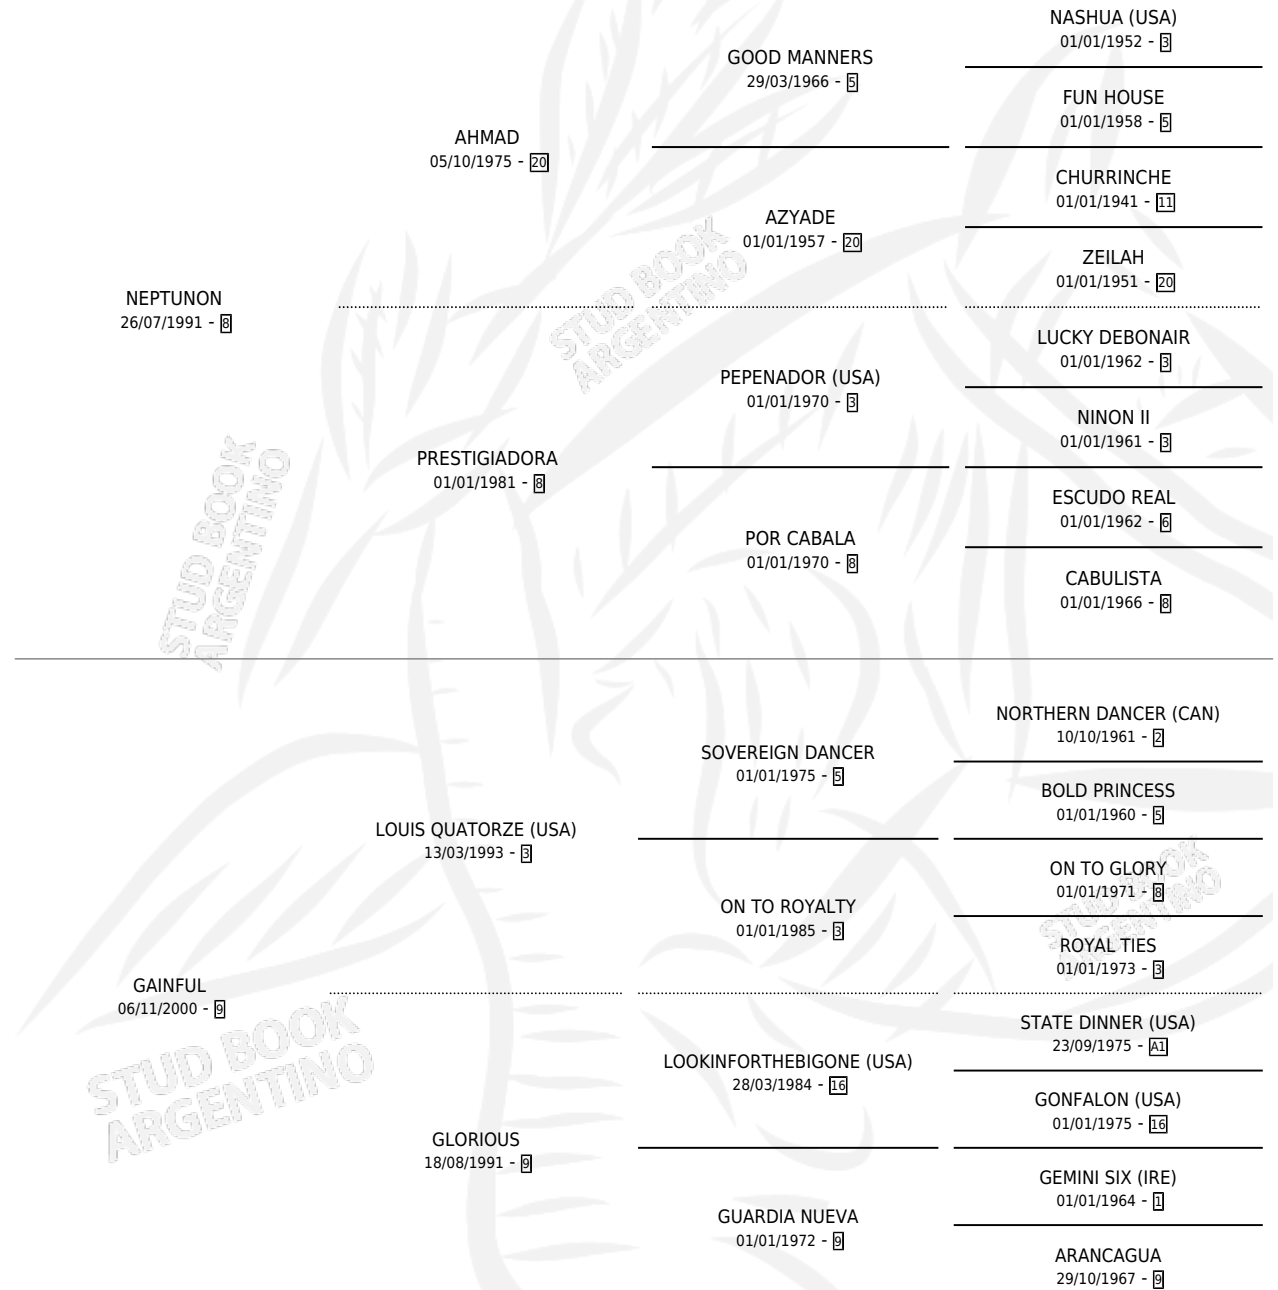 NASHUA (USA)
01/01/1952 - 3
GOOD MANNERS
29/03/1966 - 5
FUN HOUSE
01/01/1958 - 5
AHMAD
05/10/1975 - 20
CHURRINCHE
01/01/1941 - 11
AZYADE
01/01/1957 - 20
ZEILAH
01/01/1951 - 20
NEPTUNON
26/07/1991 - 8
LUCKY DEBONAIR
01/01/1962 - 3
PEPENADOR (USA)
01/01/1970 - 3
NINON II
01/01/1961 - 3
PRESTIGIADORA
01/01/1981 - 8
ESCUDO REAL
01/01/1962 - 6
POR CABALA
01/01/1970 - 8
CABULISTA
01/01/1966 - 8
NORTHERN DANCER (CAN)
10/10/1961 - 2
SOVEREIGN DANCER
01/01/1975 - 5
BOLD PRINCESS
01/01/1960 - 5
LOUIS QUATORZE (USA)
13/03/1993 - 3
ON TO GLORY
01/01/1971 - 8
ON TO ROYALTY
01/01/1985 - 3
ROYAL TIES
01/01/1973 - 3
GAINFUL
06/11/2000 - 9
STATE DINNER (USA)
23/09/1975 - A1
LOOKINFORTHEBIGONE (USA)
28/03/1984 - 16
GONFALON (USA)
01/01/1975 - 16
GLORIOUS
18/08/1991 - 9
GEMINI SIX (IRE)
01/01/1964 - 1
GUARDIA NUEVA
01/01/1972 - 9
ARANCAGUA
29/10/1967 - 9
STUD BOOK
ARGENTINO
STUD BOOK
ARGENTINO
STUD BOOK
ARGENTINO
STUD BOOK
ARGENTINO